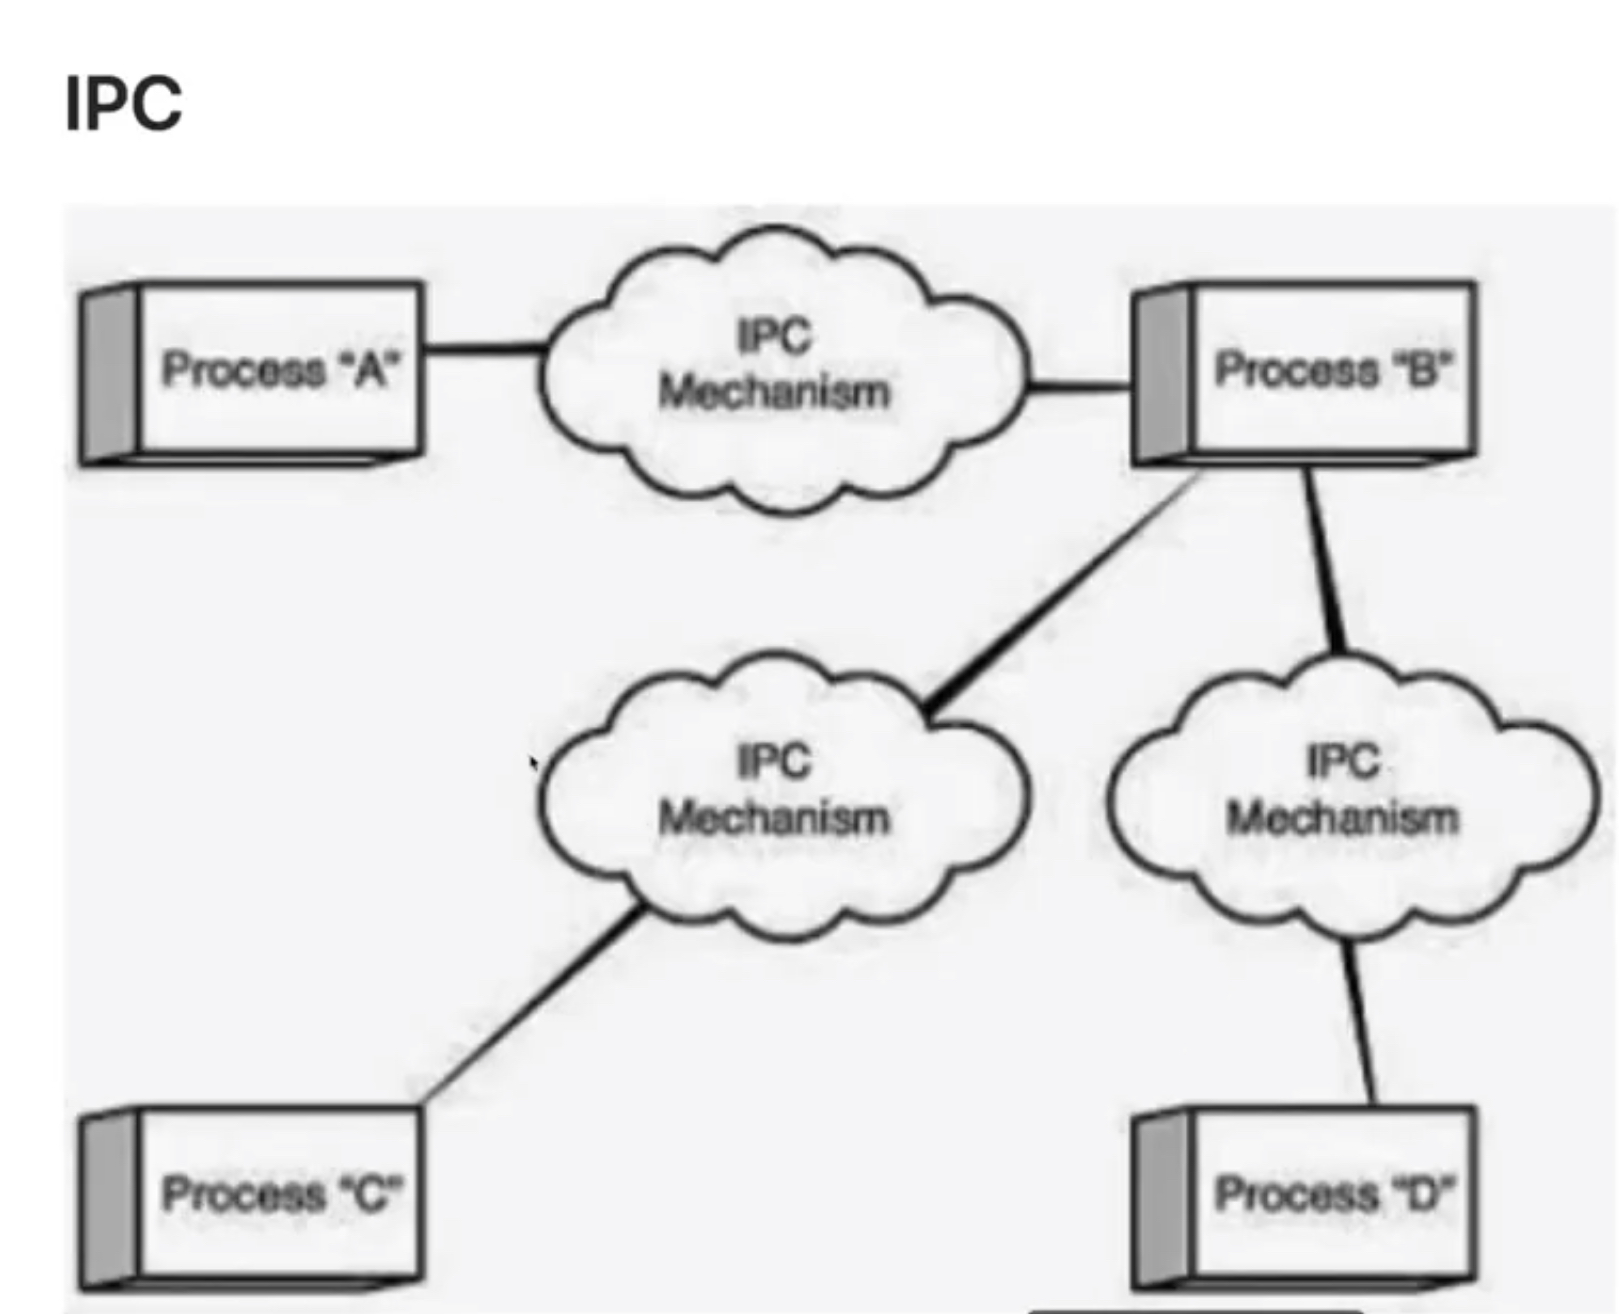 IPC
Process "A"
IPC
Mechanism
Process "B"
IPC
Mechanism
IPC
Mechanism
Process "C"
Process "D"